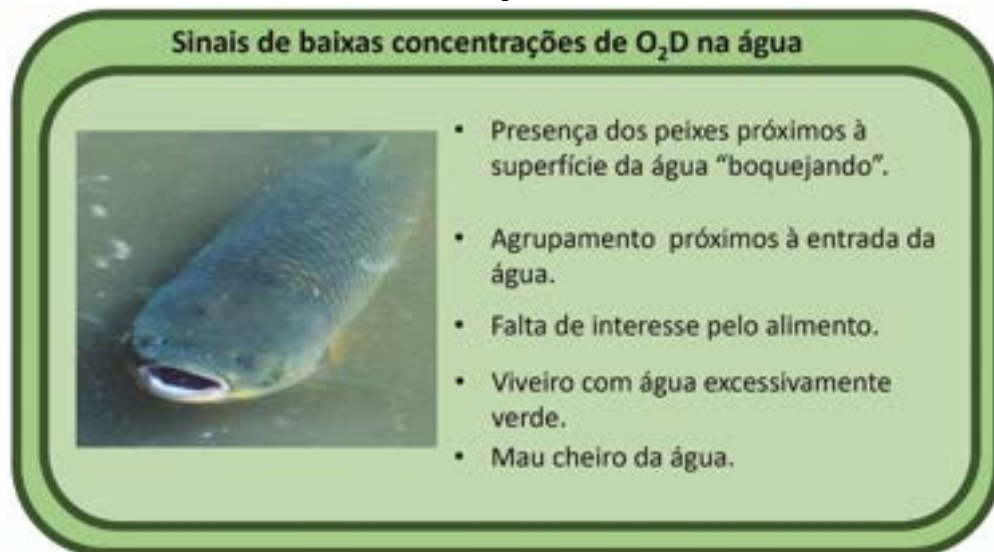 Sinais de baixas concentrações de O₂D na água
• Presença dos peixes próximos à
superfície da água “boquejando”.
• Agrupamento próximos à entrada da
água.
• Falta de interesse pelo alimento.
• Viveiro com água excessivamente
verde.
• Mau cheiro da água.